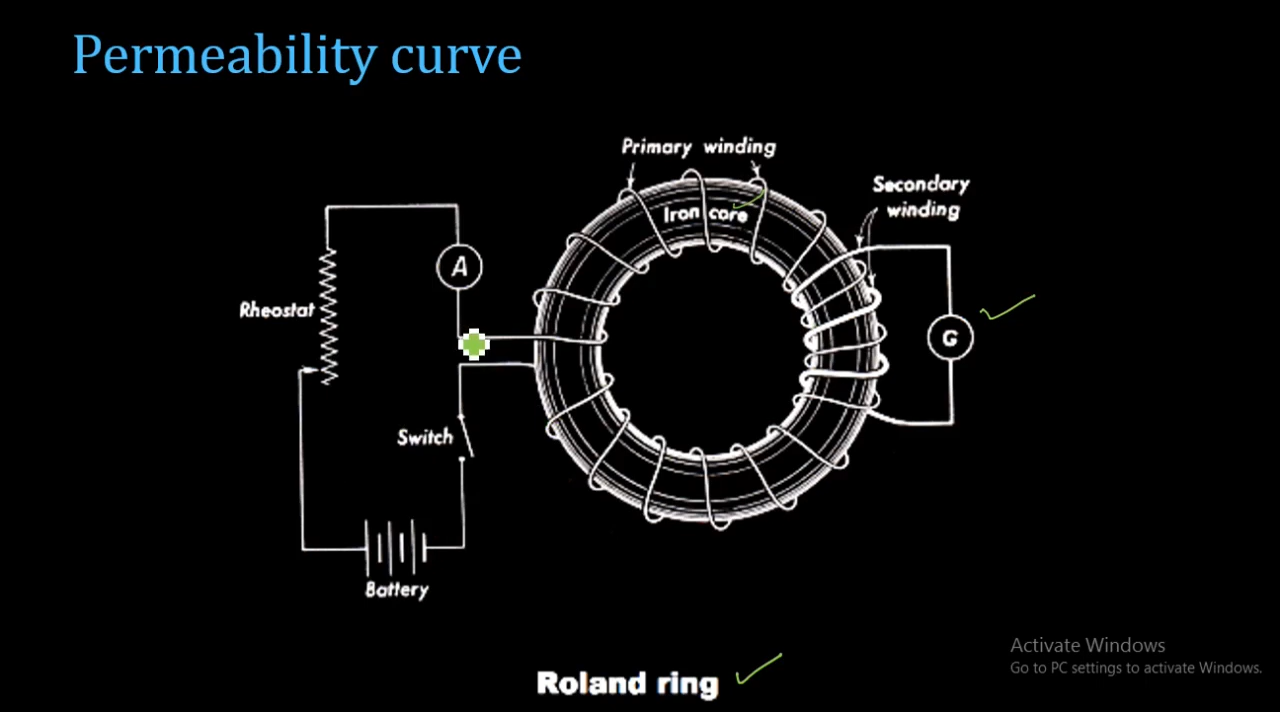 Permeability curve
Primary winding
Secondary
winding
Iron core
A
Rheostat
G
Switch
Battery
Activate Windows
Go to PC settings to activate Windows.
Roland ring